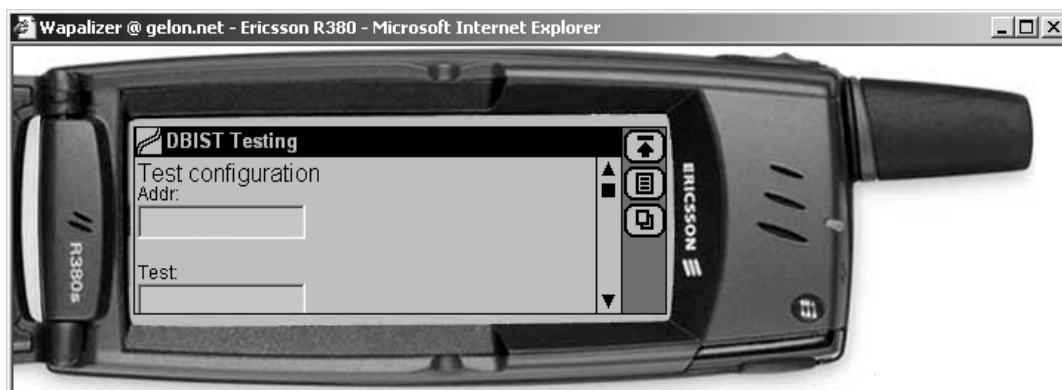 Wapalizer @ gelon.net - Ericsson R380 - Microsoft Internet Explorer
DBIST Testing
Test configuration
Addr:
Test:
ERICSSON
R380s